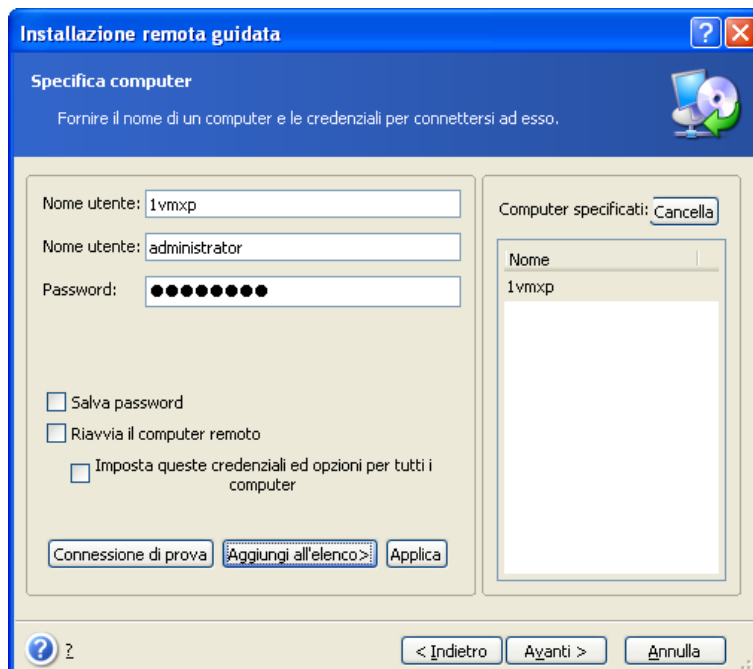 Installazione remota guidata
Specifica computer
Fornire il nome di un computer e le credenziali per connettersi ad esso.
Nome utente: 1vmxp
Nome utente: administrator
Password: ●●●●●●●●
Salva password
Riavvia il computer remoto
Imposta queste credenziali ed opzioni per tutti i
computer
Connessione di prova
Aggiungi all'elenco>
Applica
Computer specificati:
Cancella
Nome
1vmxp
?
< Indietro
Avanti >
Annulla